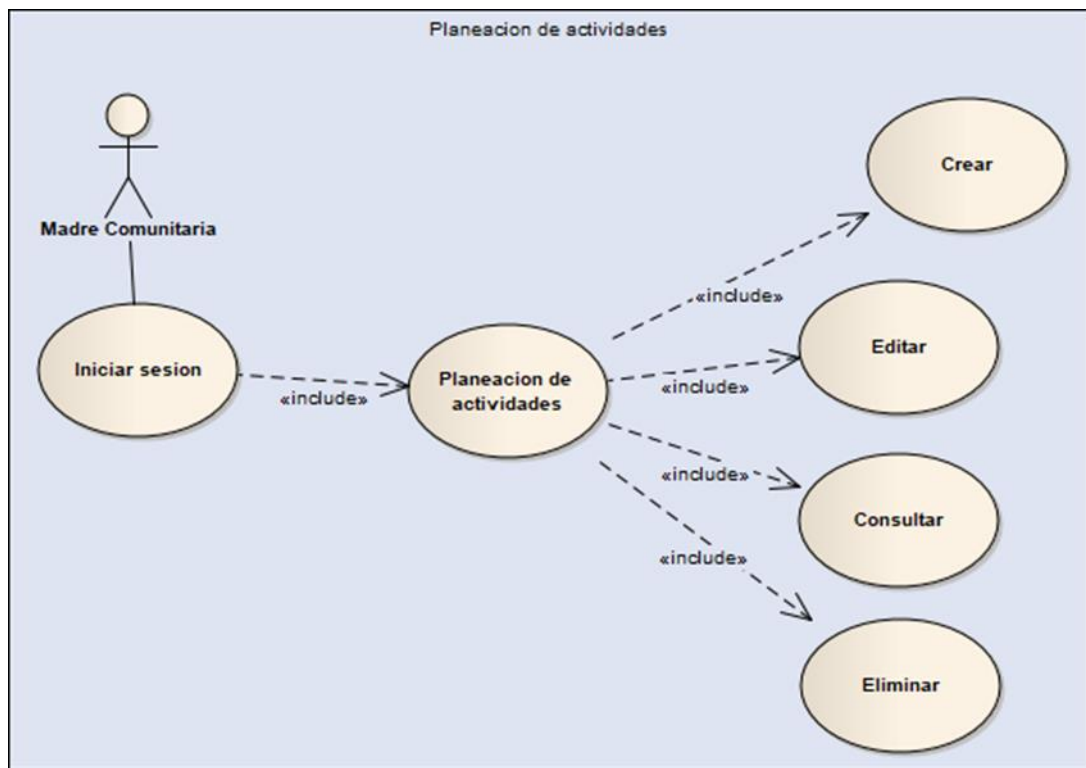 Planeacion de actividades
Madre Comunitaria
Iniciar sesion
«include»
Planeacion de
actividades
«include»
Crear
«include»
Editar
«include»
Consultar
«include»
Eliminar